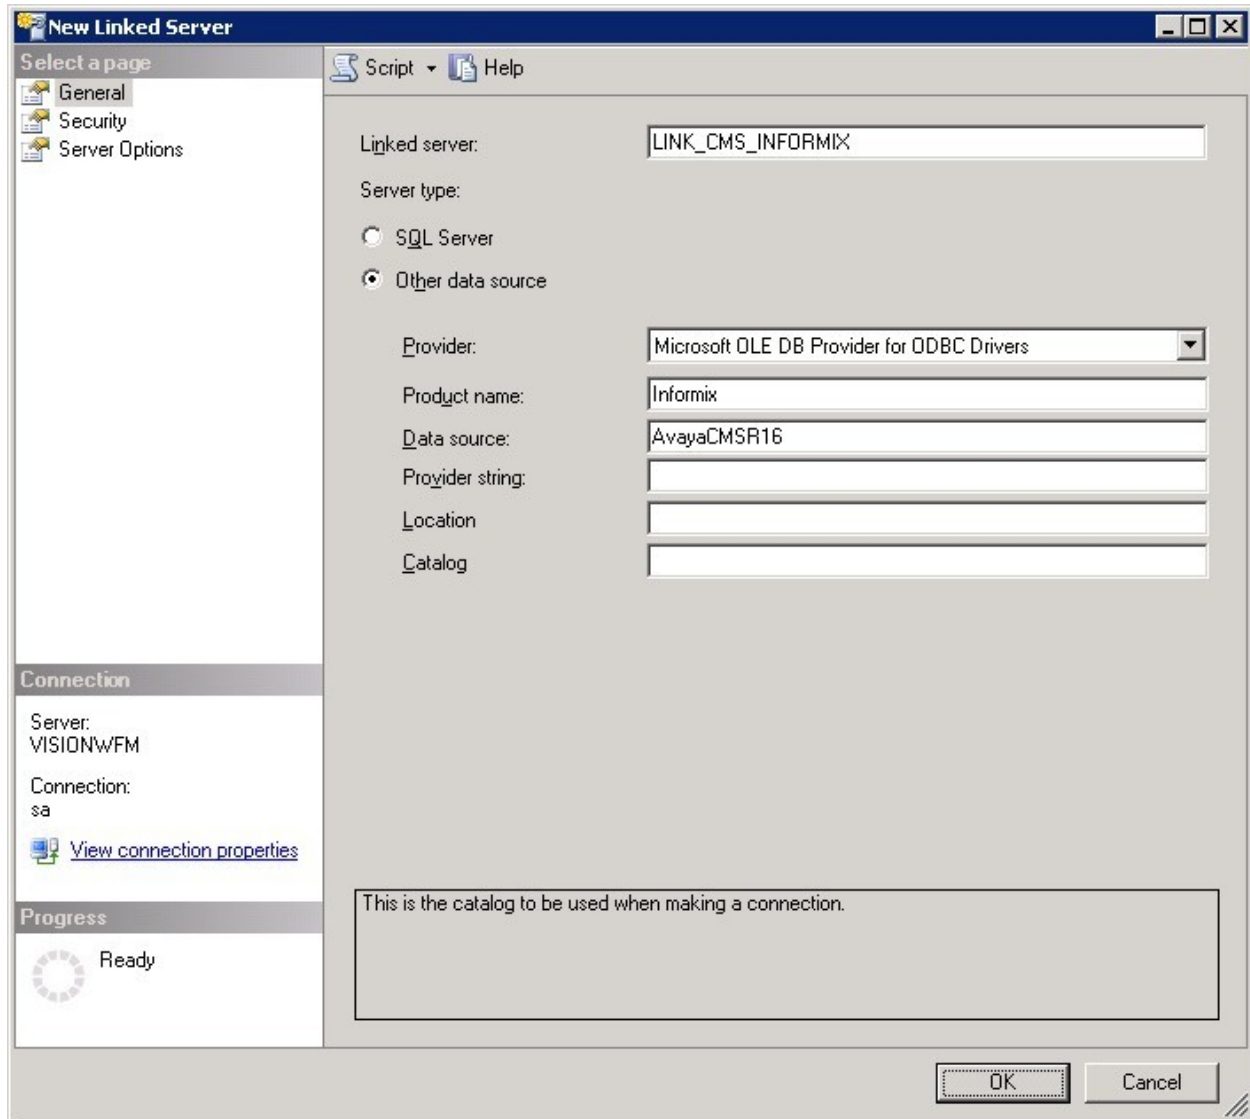 New Linked Server
Select a page
General
Security
Server Options
Script
Help
Linked server:
LINK_CMS_INFORMIX
Server type:
SQL Server
Other data source
Provider:
Microsoft OLE DB Provider for ODBC Drivers
Product name:
Informix
Data source:
AvayaCMSR16
Provider string:
Location
Catalog
Connection
Server:
VISIONWFM
Connection:
sa
View connection properties
Progress
Ready
This is the catalog to be used when making a connection.
OK
Cancel